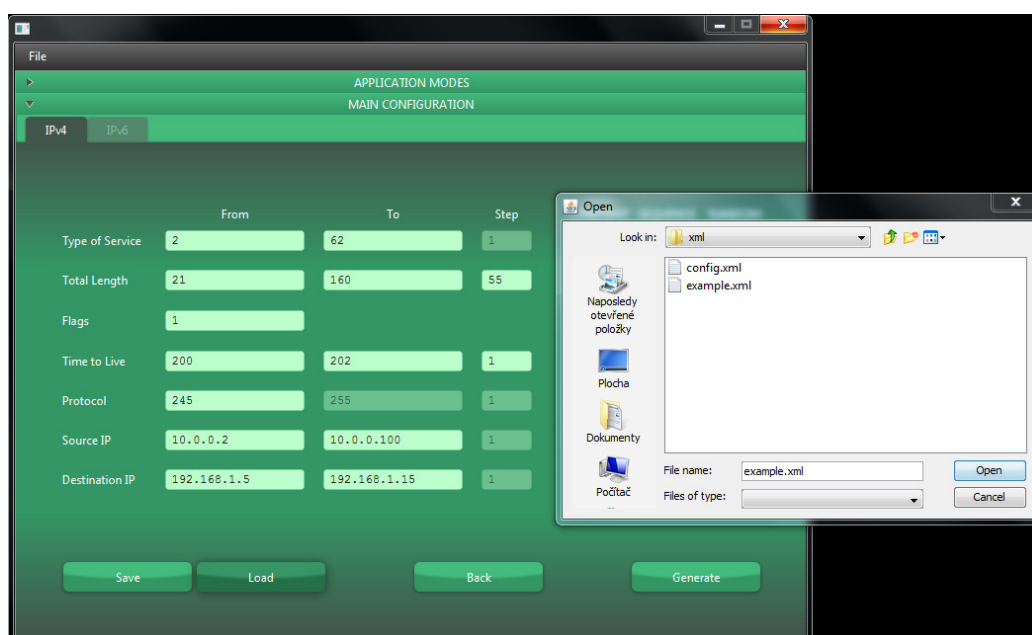 File
APPLICATION MODES
MAIN CONFIGURATION
IPv4 IPv6
From To Step
Type of Service 2 62 1
Total Length 21 160 55
Flags 1
Time to Live 200 202 1
Protocol 245 255 1
Source IP 10.0.0.2 10.0.0.100 1
Destination IP 192.168.1.5 192.168.1.15 1
Save Load Back Generate
Open
Look in: xml
config.xml
example.xml
Naposledy
otevřené
položky
Plocha
Dokumenty
Počítač
File name: example.xml Open
Files of type: Cancel